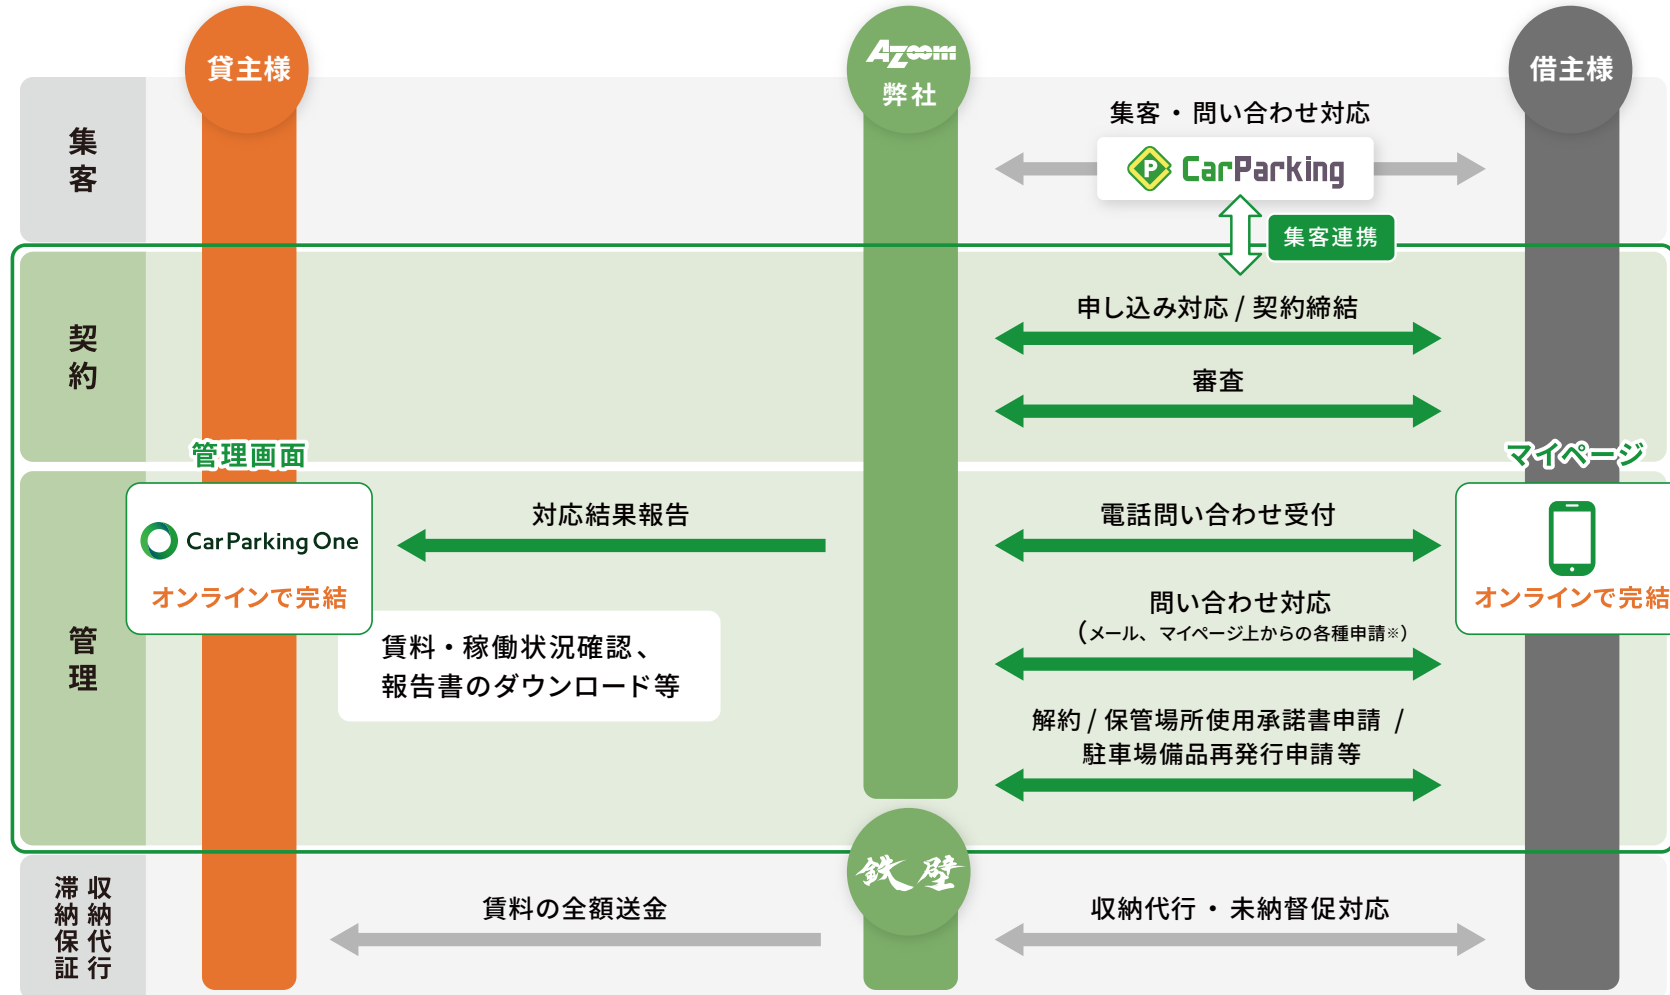 貸主様
Azoom
弊社
借主様
集客
集客・問い合わせ対応
P CarParking
集客連携
契約
申し込み対応 / 契約締結
審査
管理画面
CarParking One
オンラインで完結
マイページ
オンラインで完結
管理
対応結果報告
賃料・稼働状況確認、
報告書のダウンロード等
電話問い合わせ受付
問い合わせ対応
（メール、マイページ上からの各種申請※）
解約 / 保管場所使用承諾書申請 /
駐車場備品再発行申請等
鉄壁
収納代行
滞納保証
賃料の全額送金
収納代行・未納督促対応